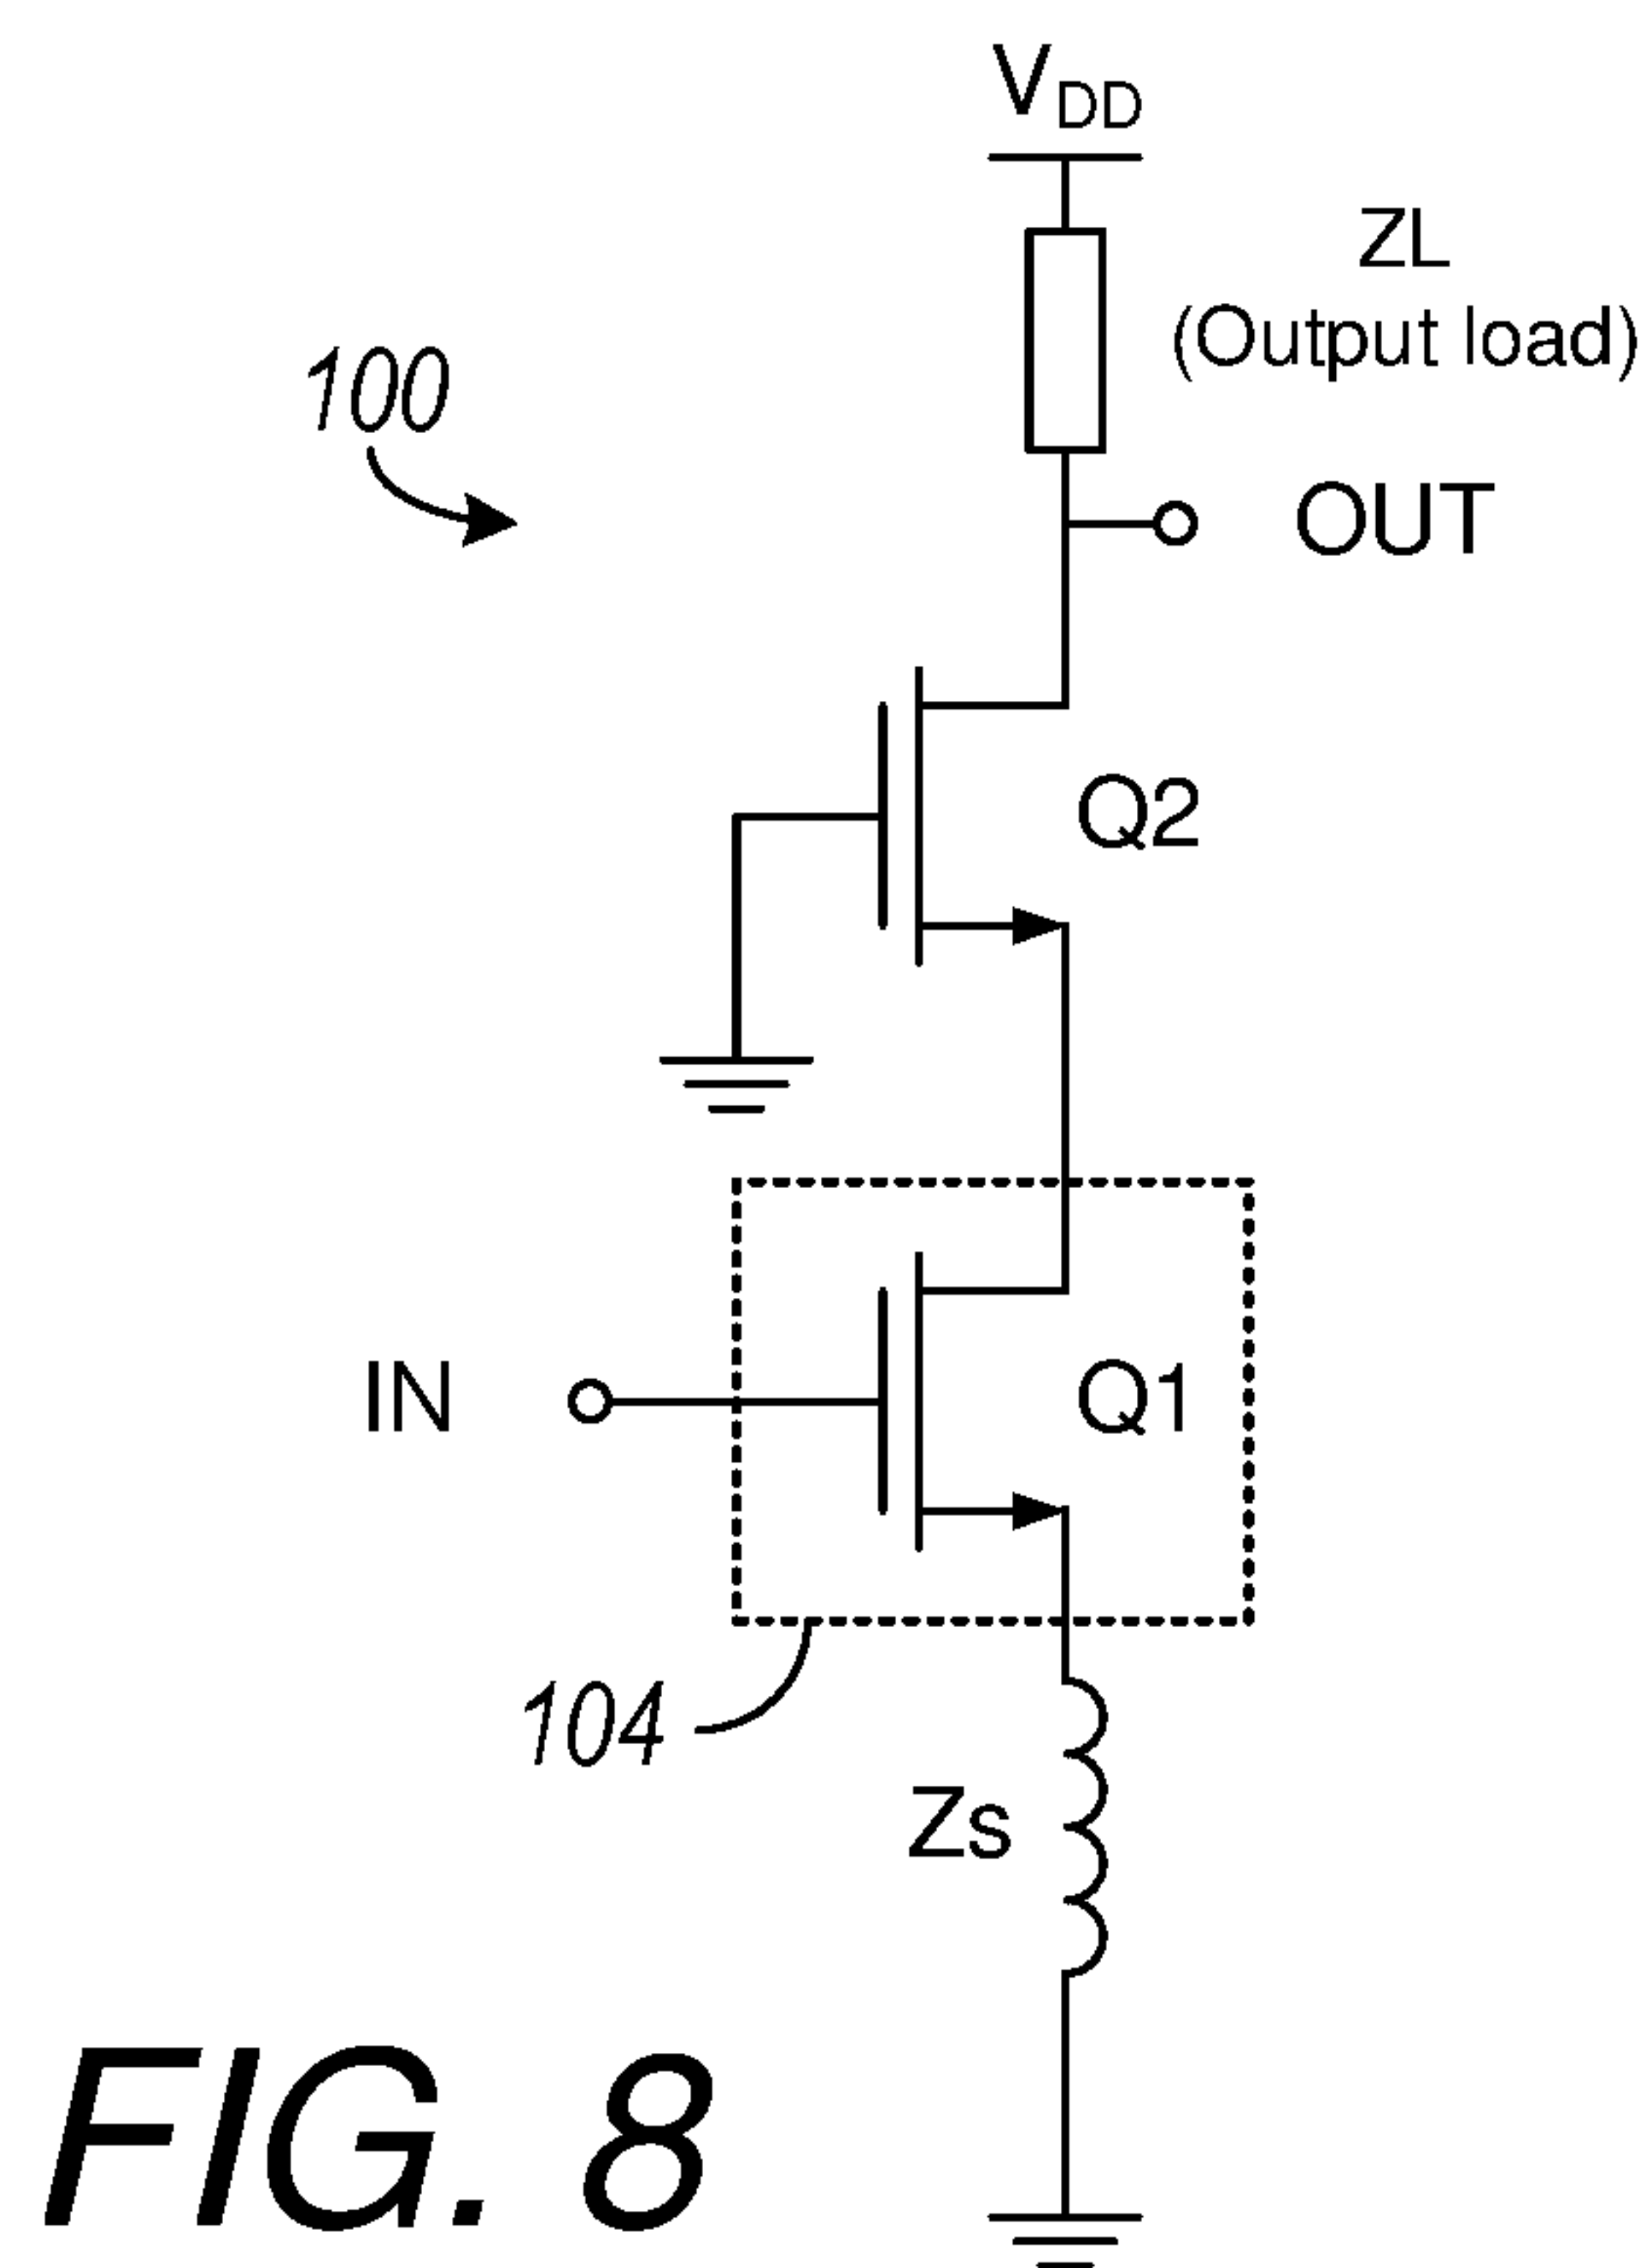 VDD
ZL
(Output load)
100
OUT
Q2
IN
Q1
104
Zs
FIG. 8